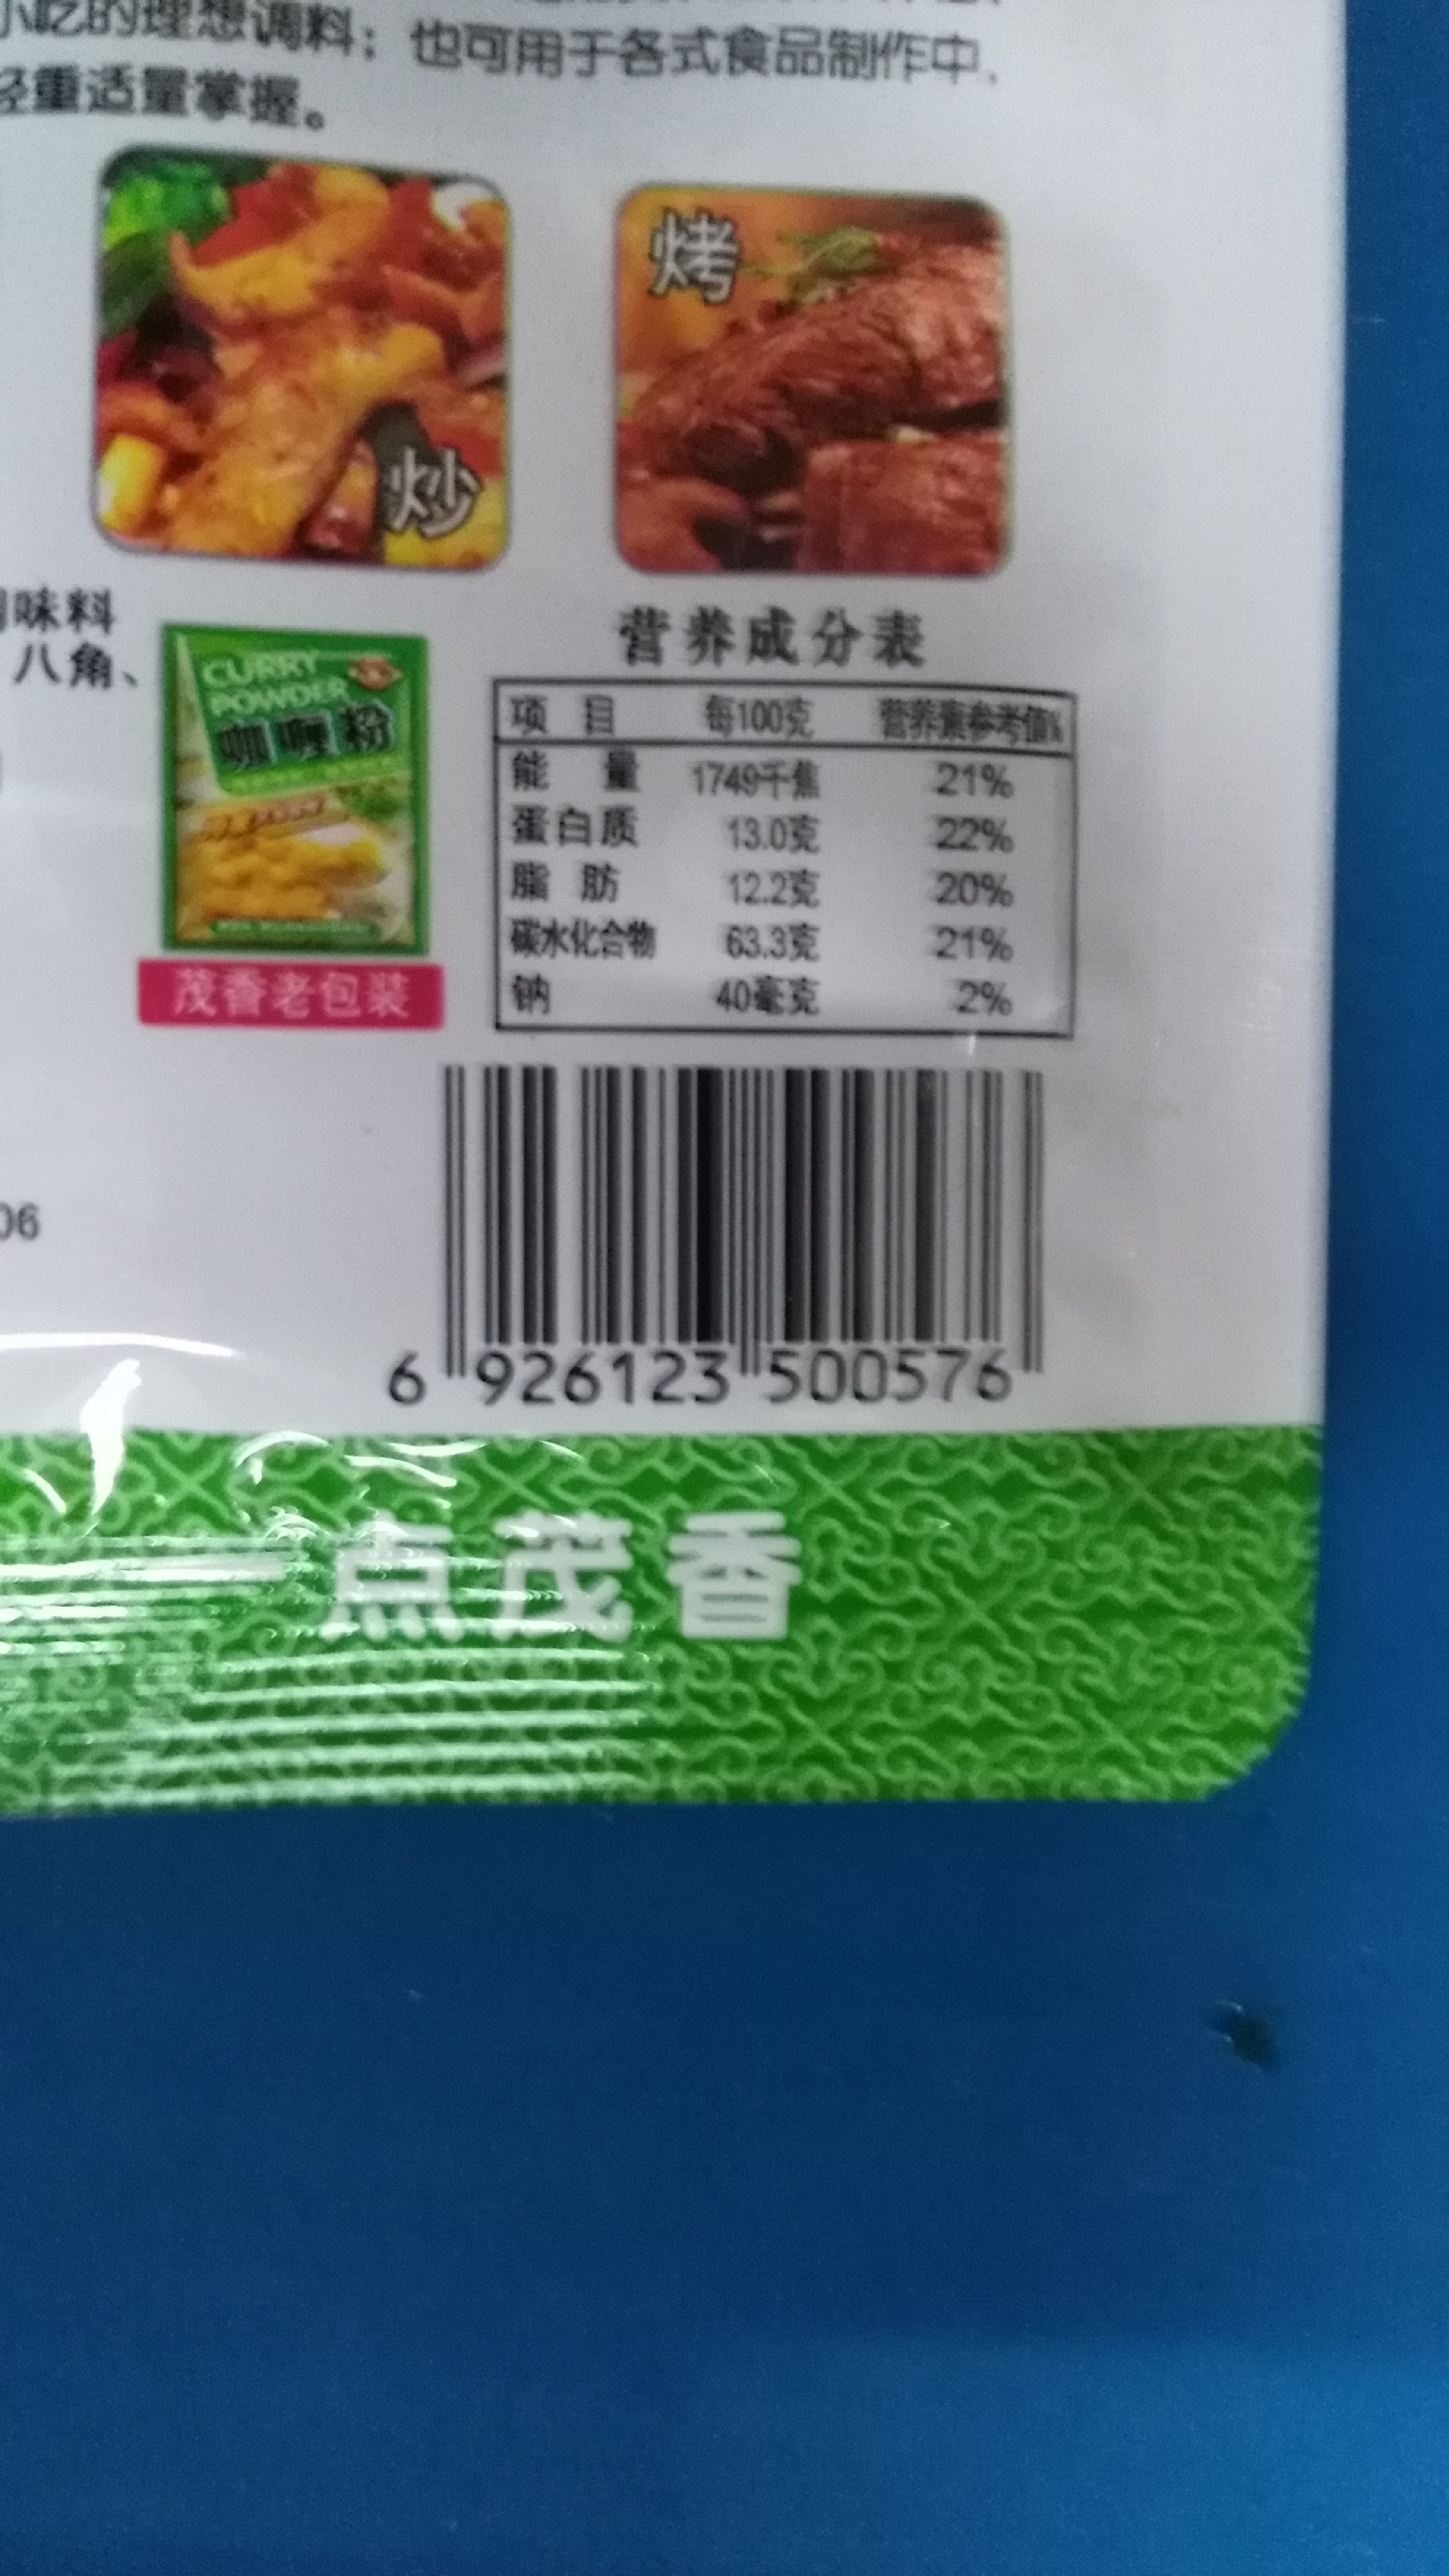 小吃的理想调料；也可用于各式食品制作中，
轻重适量掌握。
烤
炒
味料
八角、
CURRY
POWDER
咖喱粉
茂香老包装
营养成分表
项 目 每100克 营养素参考值%
能 量 1749千焦 21%
蛋白质 13.0克 22%
脂 肪 12.2克 20%
碳水化合物 63.3克 21%
钠 40毫克 2%
06
6 926123 500576
一点茂香